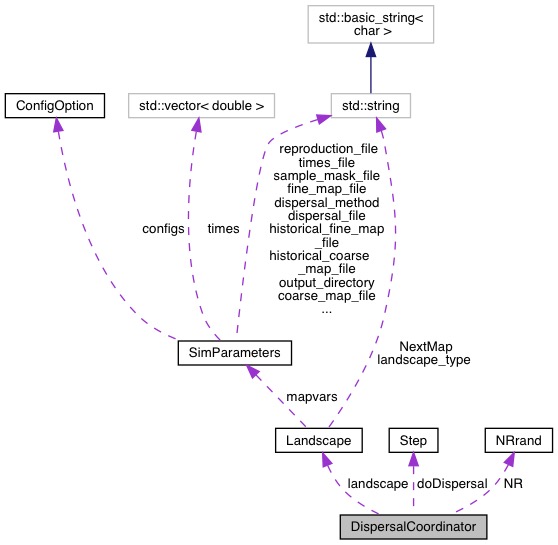 std::basic_string<
char >
ConfigOption
std::vector< double >
std::string
configs
times
reproduction_file
times_file
sample_mask_file
fine_map_file
dispersal_method
dispersal_file
historical_fine_map
_file
historical_coarse
_map_file
output_directory
coarse_map_file
...
SimParameters
NextMap
landscape_type
mapvars
Landscape
Step
NRrand
landscape
doDispersal
NR
DispersalCoordinator